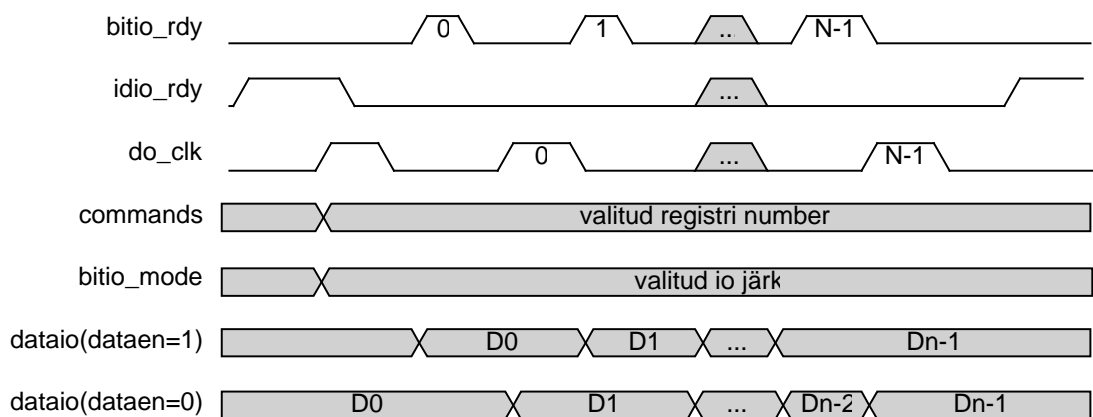 bitio_rdy 0 1 ... N-1
idio_rdy ...
do_clk 0 ... N-1
commands valitud registri number
bitio_mode valitud io järk
dataio(dataen=1) D0 D1 ... Dn-1
dataio(dataen=0) D0 D1 ... Dn-2 Dn-1